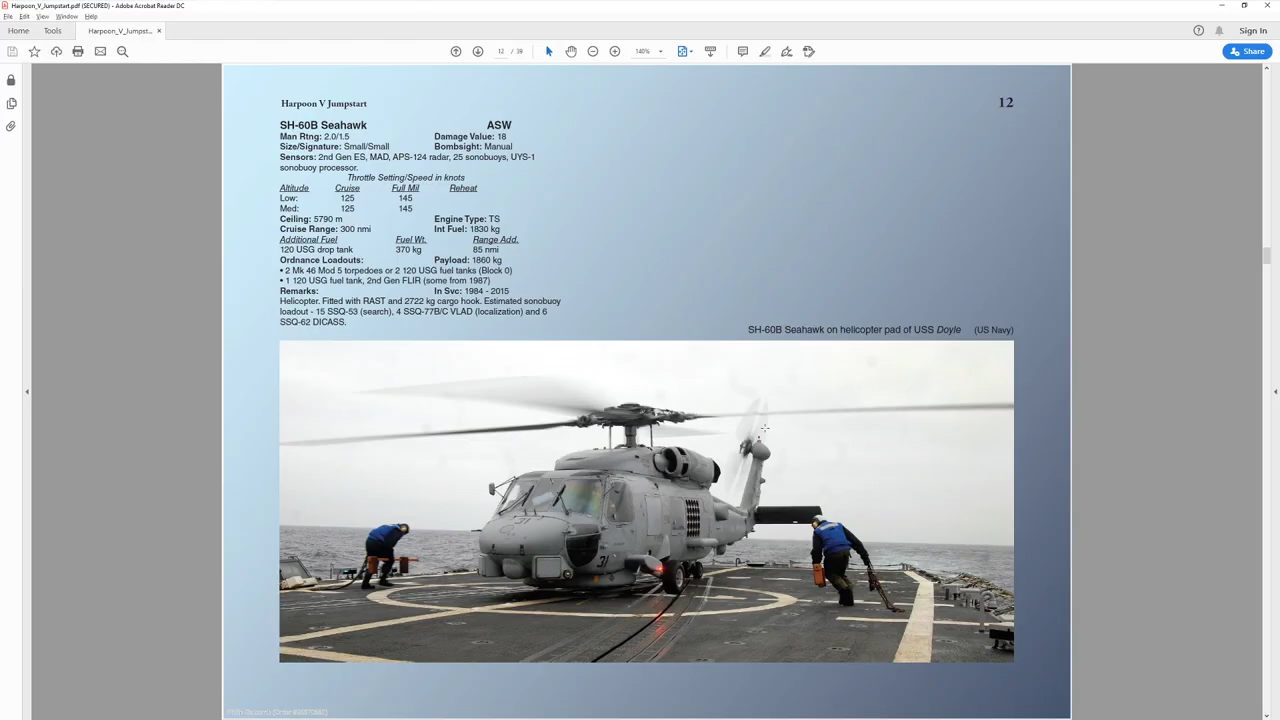 Harpoon_V_Jumpstart.pdf (SECURED) - Adobe Acrobat Reader DC
File Edit View Window Help
Home Tools Harpoon_V_Jumpst... × Sign In
12 / 39 140% Share
Harpoon V Jumpstart 12
SH-60B Seahawk ASW
Man Rtng: 2.0/1.5 Damage Value: 18
Size/Signature: Small/Small Bombsight: Manual
Sensors: 2nd Gen ES, MAD, APS-124 radar, 25 sonobuoys, UYS-1
sonobuoy processor.
Throttle Setting/Speed in knots
Altitude Cruise Full Mil Reheat
Low: 125 145
Med: 125 145
Ceiling: 5790 m Engine Type: TS
Cruise Range: 300 nmi Int Fuel: 1830 kg
Additional Fuel Fuel Wt. Range Add.
120 USG drop tank 370 kg 85 nmi
Ordnance Loadouts: Payload: 1860 kg
• 2 Mk 46 Mod 5 torpedoes or 2 120 USG fuel tanks (Block 0)
• 1 120 USG fuel tank, 2nd Gen FLIR (some from 1987)
Remarks: In Svc: 1984 - 2015
Helicopter. Fitted with RAST and 2722 kg cargo hook. Estimated sonobuoy
loadout - 15 SSQ-53 (search), 4 SSQ-77B/C VLAD (localization) and 6
SSQ-62 DICASS.
SH-60B Seahawk on helicopter pad of USS Doyle (US Navy)
31
31